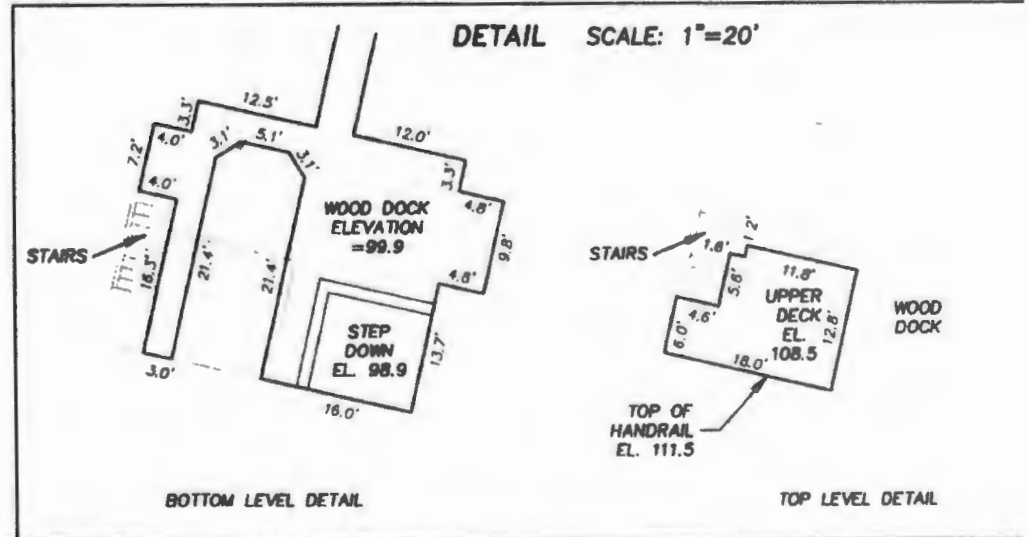 DETAIL SCALE: 1"=20'
12.5'
3.3'
4.0'
7.2'
4.0'
3.1'
5.1'
3.1'
12.0'
3.3'
4.8'
9.8'
4.8'
WOOD DOCK
ELEVATION
=99.9
STAIRS
16.3'
21.4'
21.4'
STEP
DOWN
EL. 98.9
13.7'
3.0'
16.0'
BOTTOM LEVEL DETAIL
STAIRS
1.6'
1.2'
11.8'
5.6'
4.6'
6.0'
UPPER
DECK
EL.
108.5
12.8'
18.0'
WOOD
DOCK
TOP OF
HANDRAIL
EL. 111.5
TOP LEVEL DETAIL